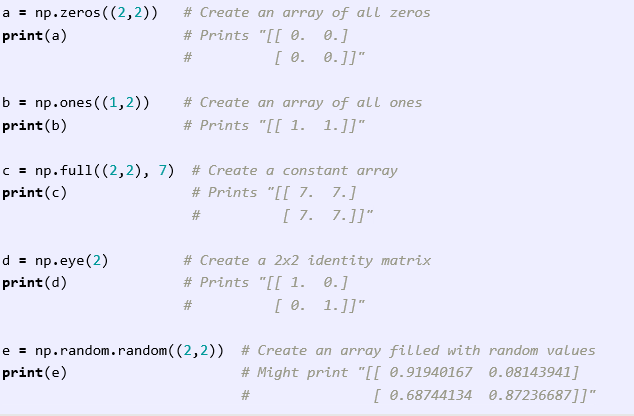 a = np.zeros((2,2))   # Create an array of all zeros
print(a)              # Prints "[[ 0.  0.]
                      #          [ 0.  0.]]"
b = np.ones((1,2))    # Create an array of all ones
print(b)              # Prints "[[ 1.  1.]]"
c = np.full((2,2), 7)  # Create a constant array
print(c)               # Prints "[[ 7.  7.]
                       #          [ 7.  7.]]"
d = np.eye(2)         # Create a 2x2 identity matrix
print(d)              # Prints "[[ 1.  0.]
                      #          [ 0.  1.]]"
e = np.random.random((2,2))  # Create an array filled with random values
print(e)                     # Might print "[[ 0.91940167  0.08143941]
                             #               [ 0.68744134  0.87236687]]"